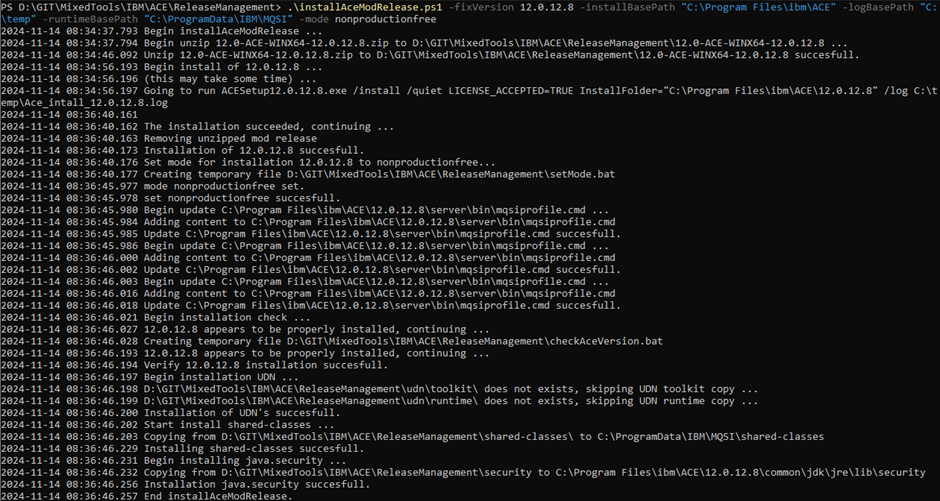 PS D:\GIT\MixedTools\IBM\ACE\ReleaseManagement> .\installAceModRelease.ps1 -fixVersion 12.0.12.8 -installBasePath "C:\Program Files\ibm\ACE" -logBasePath "C:
\temp" -runtimeBasePath "C:\ProgramData\IBM\MQSI" -mode nonproductionfree
2024-11-14 08:34:37.793 Begin installAceModRelease ...
2024-11-14 08:34:37.794 Begin unzip 12.0-ACE-WINX64-12.0.12.8.zip to D:\GIT\MixedTools\IBM\ACE\ReleaseManagement\12.0-ACE-WINX64-12.0.12.8 ...
2024-11-14 08:34:46.092 Unzip 12.0-ACE-WINX64-12.0.12.8.zip to D:\GIT\MixedTools\IBM\ACE\ReleaseManagement\12.0-ACE-WINX64-12.0.12.8 succesfull.
2024-11-14 08:34:56.193 Begin install of 12.0.12.8 ...
2024-11-14 08:34:56.196 (this may take some time) ...
2024-11-14 08:34:56.197 Going to run ACESetup12.0.12.8.exe /install /quiet LICENSE_ACCEPTED=TRUE InstallFolder="C:\Program Files\ibm\ACE\12.0.12.8" /log C:\t
emp\Ace_intall_12.0.12.8.log
2024-11-14 08:36:40.161
2024-11-14 08:36:40.162 The installation succeeded, continuing ...
2024-11-14 08:36:40.163 Removing unzipped mod release
2024-11-14 08:36:40.173 Installation of 12.0.12.8 succesfull.
2024-11-14 08:36:40.176 Set mode for installation 12.0.12.8 to nonproductionfree...
2024-11-14 08:36:40.177 Creating temporary file D:\GIT\MixedTools\IBM\ACE\ReleaseManagement\setMode.bat
2024-11-14 08:36:45.977 mode nonproductionfree set.
2024-11-14 08:36:45.978 set nonproductionfree succesfull.
2024-11-14 08:36:45.980 Begin update C:\Program Files\ibm\ACE\12.0.12.8\server\bin\mqsiprofile.cmd ...
2024-11-14 08:36:45.984 Adding content to C:\Program Files\ibm\ACE\12.0.12.8\server\bin\mqsiprofile.cmd
2024-11-14 08:36:45.985 Update C:\Program Files\ibm\ACE\12.0.12.8\server\bin\mqsiprofile.cmd succesfull.
2024-11-14 08:36:45.986 Begin update C:\Program Files\ibm\ACE\12.0.12.8\server\bin\mqsiprofile.cmd ...
2024-11-14 08:36:46.000 Adding content to C:\Program Files\ibm\ACE\12.0.12.8\server\bin\mqsiprofile.cmd
2024-11-14 08:36:46.002 Update C:\Program Files\ibm\ACE\12.0.12.8\server\bin\mqsiprofile.cmd succesfull.
2024-11-14 08:36:46.003 Begin update C:\Program Files\ibm\ACE\12.0.12.8\server\bin\mqsiprofile.cmd ...
2024-11-14 08:36:46.016 Adding content to C:\Program Files\ibm\ACE\12.0.12.8\server\bin\mqsiprofile.cmd
2024-11-14 08:36:46.018 Update C:\Program Files\ibm\ACE\12.0.12.8\server\bin\mqsiprofile.cmd succesfull.
2024-11-14 08:36:46.021 Begin installation check ...
2024-11-14 08:36:46.027 12.0.12.8 appears to be properly installed, continuing ...
2024-11-14 08:36:46.028 Creating temporary file D:\GIT\MixedTools\IBM\ACE\ReleaseManagement\checkAceVersion.bat
2024-11-14 08:36:46.193 12.0.12.8 appears to be properly installed, continuing ...
2024-11-14 08:36:46.194 Verify 12.0.12.8 installation succesfull.
2024-11-14 08:36:46.197 Begin installation UDN ...
2024-11-14 08:36:46.198 D:\GIT\MixedTools\IBM\ACE\ReleaseManagement\udn\toolkit\ does not exists, skipping UDN toolkit copy ...
2024-11-14 08:36:46.199 D:\GIT\MixedTools\IBM\ACE\ReleaseManagement\udn\runtime\ does not exists, skipping UDN runtime copy ...
2024-11-14 08:36:46.200 Installation of UDN's succesfull.
2024-11-14 08:36:46.202 Start install shared-classes ...
2024-11-14 08:36:46.203 Copying from D:\GIT\MixedTools\IBM\ACE\ReleaseManagement\shared-classes\ to C:\ProgramData\IBM\MQSI\shared-classes
2024-11-14 08:36:46.229 Installing shared-classes succesfull.
2024-11-14 08:36:46.231 Begin installing java.security ...
2024-11-14 08:36:46.232 Copying from D:\GIT\MixedTools\IBM\ACE\ReleaseManagement\security to C:\Program Files\ibm\ACE\12.0.12.8\common\jdk\jre\lib\security
2024-11-14 08:36:46.256 Installation java.security succesfull.
2024-11-14 08:36:46.257 End installAceModRelease.